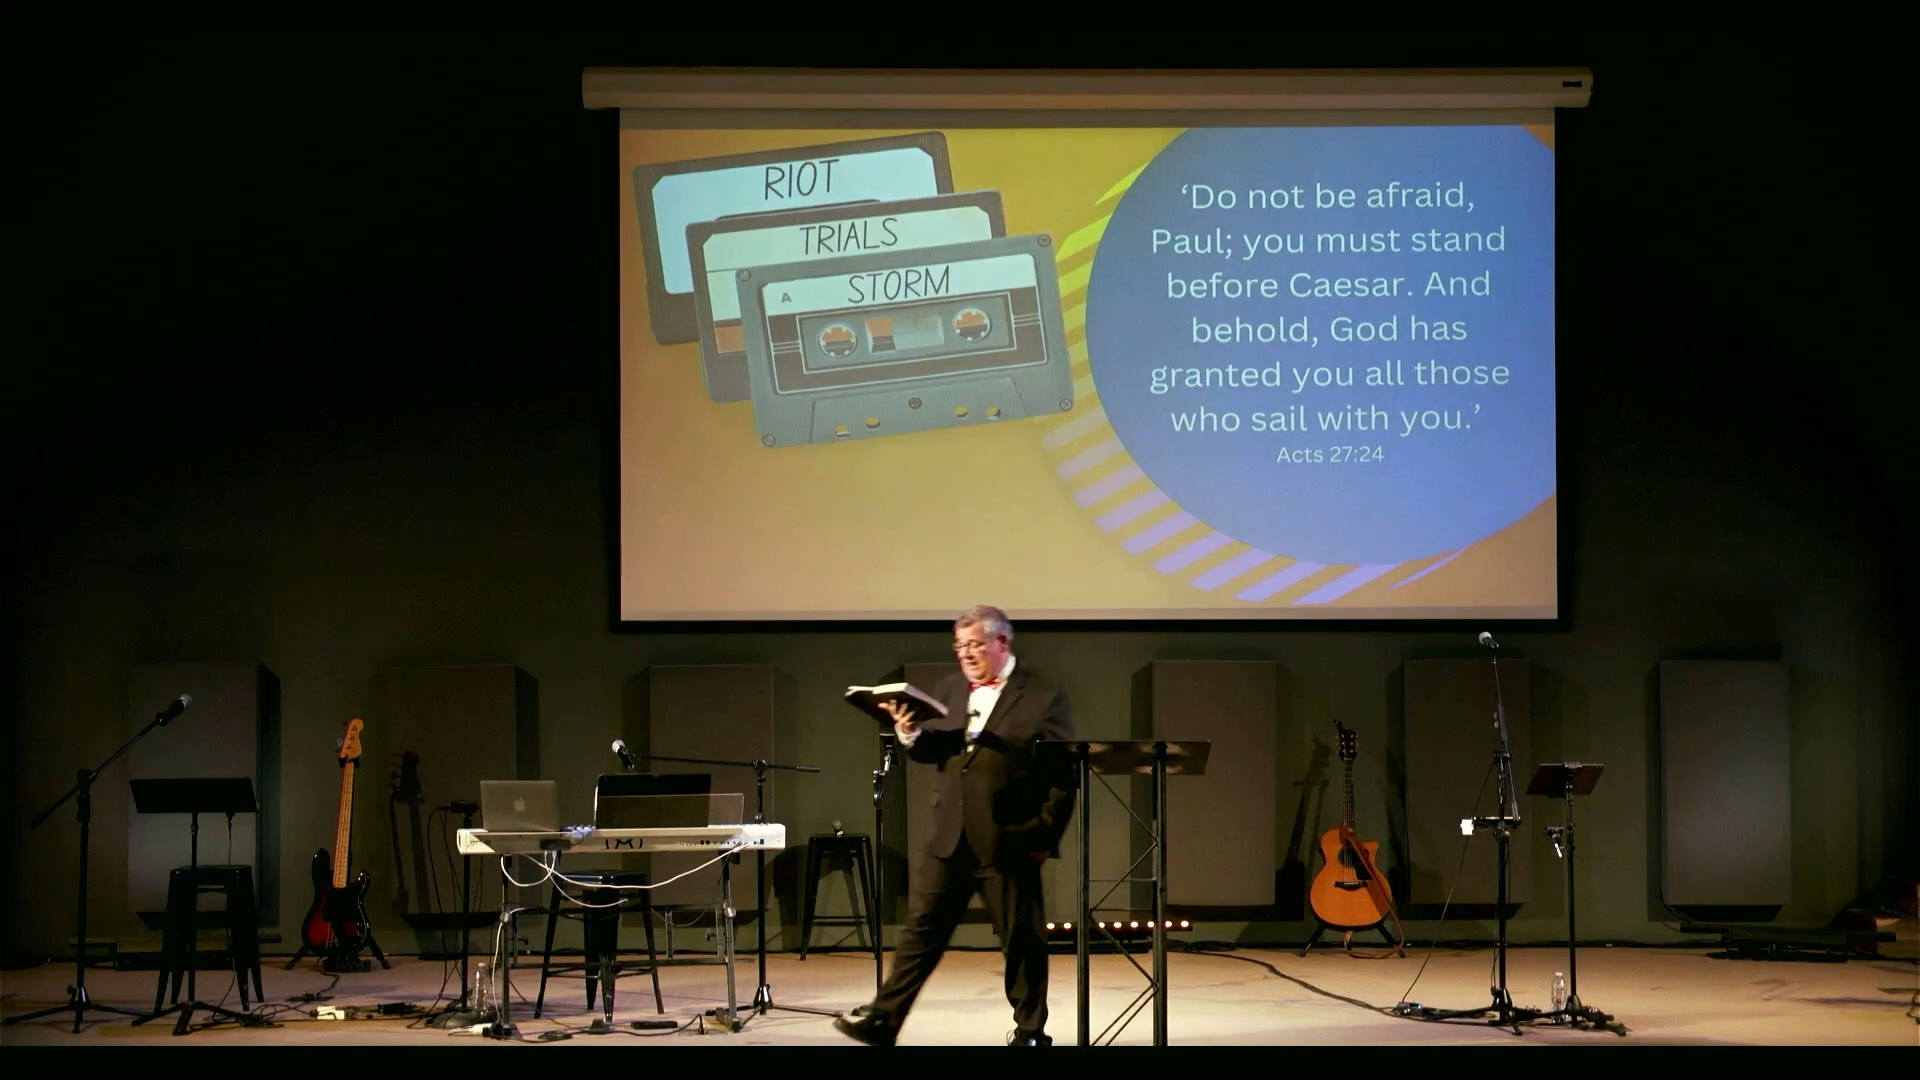 RIOT
TRIALS
A STORM
‘Do not be afraid,
Paul; you must stand
before Caesar. And
behold, God has
granted you all those
who sail with you.’
Acts 27:24